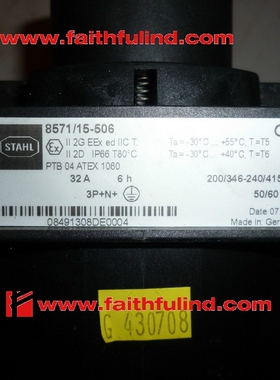 www.faithfulind.com
STAHL
8571/15-506
II 2G EEx ed IIC T.
II 2D IP66 T80°C
Ta = -30°C ... +55°C, T=T5
Ta = -30°C ... +40°C, T=T6
PTB 04 ATEX 1060
32 A 6 h
200/346-240/415
3P+N+
50/60
Date 07.
08491308DE0004
Made in Ger
www.faithfulind.com
G 430708